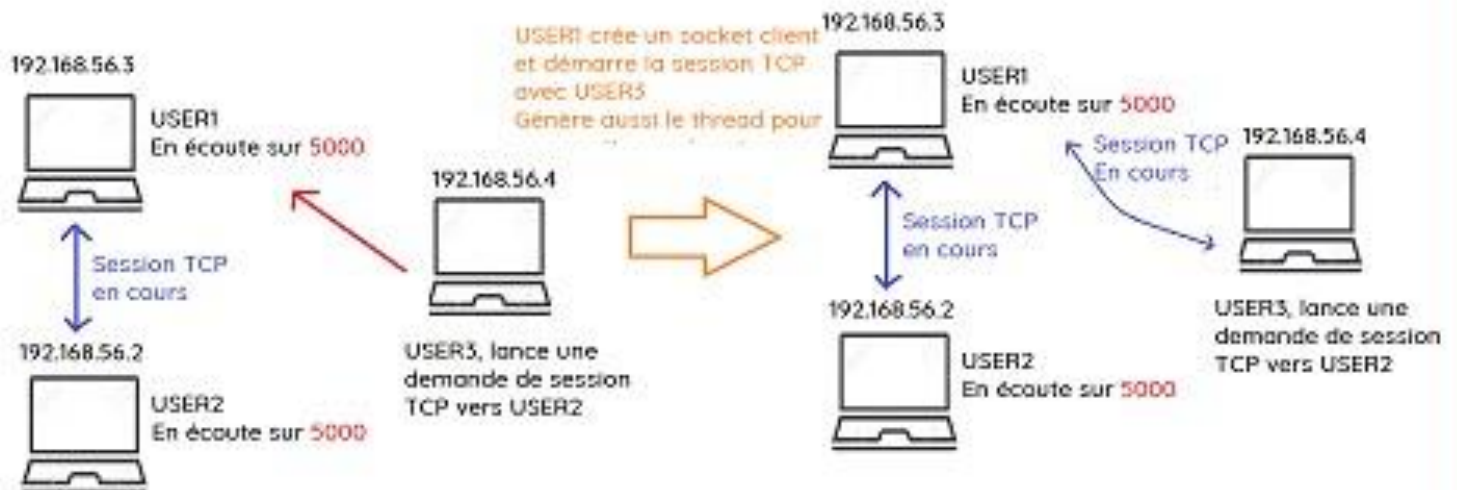 192.168.56.3
USER1
En écoute sur 5000
Session TCP
en cours
192.168.56.2
USER2
En écoute sur 5000
192.168.56.4
USER3, lance une
demande de session
TCP vers USER2
USER1 crée un socket client
et démarre la session TCP
avec USER3
Génère aussi le thread pour
192.168.56.3
USER1
En écoute sur 5000
Session TCP
En cours
192.168.56.4
Session TCP
en cours
192.168.56.2
USER2
En écoute sur 5000
USER3, lance une
demande de session
TCP vers USER2